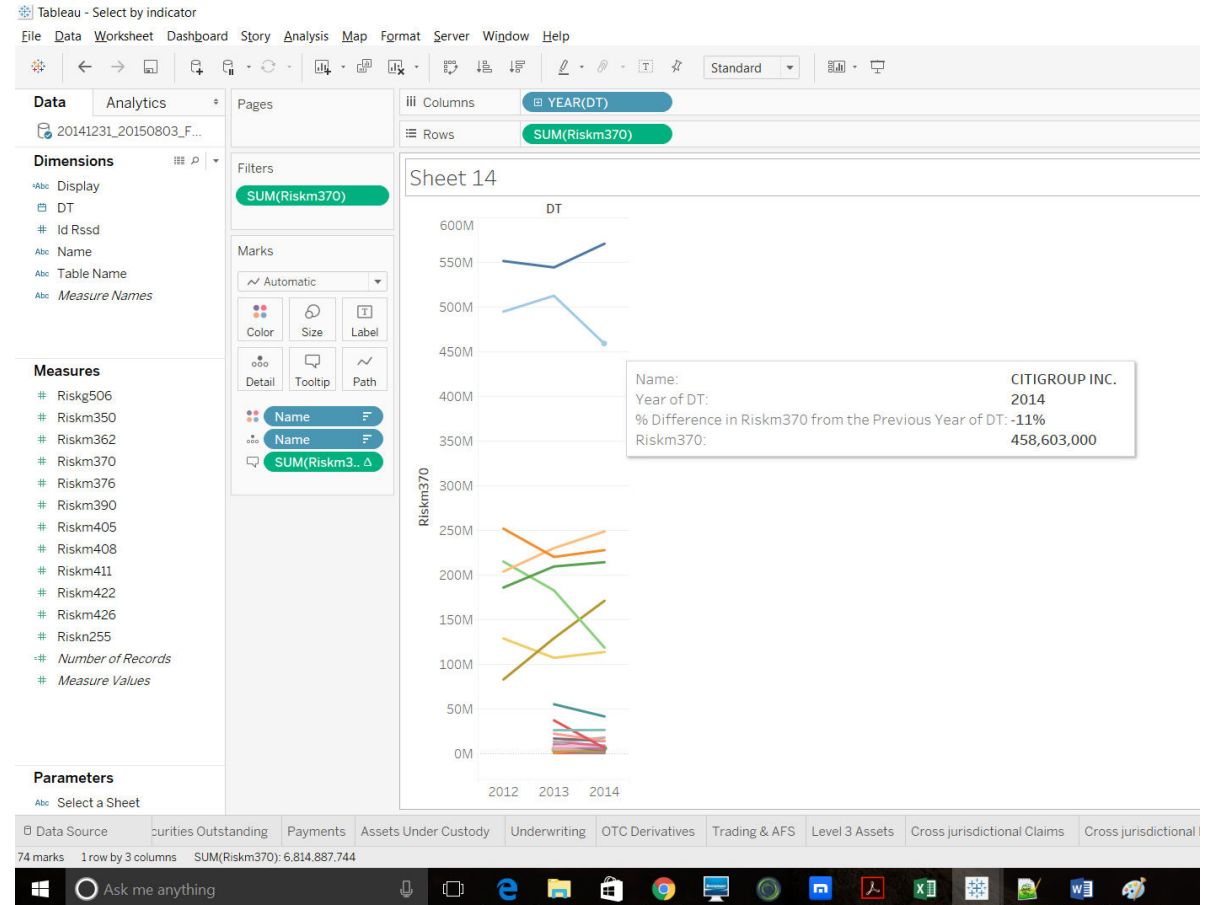 Tableau - Select by indicator
File Data Worksheet Dashboard Story Analysis Map Format Server Window Help
Standard
Data Analytics
20141231_20150803_F...
Dimensions
Abc Display
DT
# Id Rssd
Abc Name
Abc Table Name
Abc Measure Names
Measures
# Riskg506
# Riskm350
# Riskm362
# Riskm370
# Riskm376
# Riskm390
# Riskm405
# Riskm408
# Riskm411
# Riskm422
# Riskm426
# Riskn255
=# Number of Records
# Measure Values
Parameters
Abc Select a Sheet
Pages
Filters
SUM(Riskm370)
Marks
Automatic
Color Size Label
Detail Tooltip Path
Name
Name
SUM(Riskm3.. Δ
Columns YEAR(DT)
Rows SUM(Riskm370)
Sheet 14
DT
600M
550M
500M
450M
400M
350M
300M
250M
200M
150M
100M
50M
0M
Riskm370
2012 2013 2014
Name: CITIGROUP INC.
Year of DT: 2014
% Difference in Riskm370 from the Previous Year of DT: -11%
Riskm370: 458,603,000
Data Source curities Outstanding Payments Assets Under Custody Underwriting OTC Derivatives Trading & AFS Level 3 Assets Cross jurisdictional Claims Cross jurisdictional
74 marks 1 row by 3 columns SUM(Riskm370): 6,814,887,744
Ask me anything